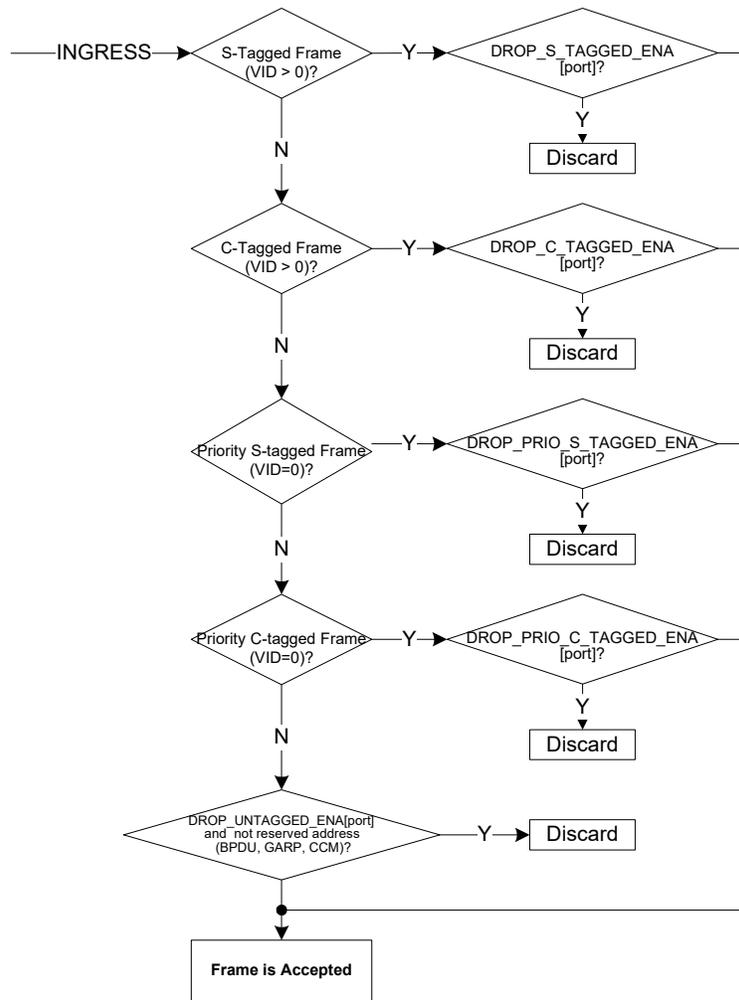 INGRESS
S-Tagged Frame
(VID > 0)?
Y
DROP_S_TAGGED_ENA
[port]?
Y
Discard
N
C-Tagged Frame
(VID > 0)?
Y
DROP_C_TAGGED_ENA
[port]?
Y
Discard
N
Priority S-tagged Frame
(VID=0)?
Y
DROP_PRIO_S_TAGGED_ENA
[port]?
Y
Discard
N
Priority C-tagged Frame
(VID=0)?
Y
DROP_PRIO_C_TAGGED_ENA
[port]?
Y
Discard
N
DROP_UNTAGGED_ENA[port]
and not reserved address
(BPDU, GARP, CCM)?
Y
Discard
Frame is Accepted